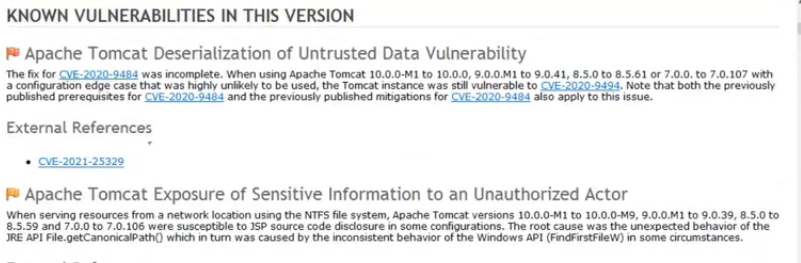 KNOWN VULNERABILITIES IN THIS VERSION
Apache Tomcat Deserialization of Untrusted Data Vulnerability
The fix for CVE-2020-9484 was incomplete. When using Apache Tomcat 10.0.0-M1 to 10.0.0, 9.0.0.M1 to 9.0.41, 8.5.0 to 8.5.61 or 7.0.0. to 7.0.107 with
a configuration edge case that was highly unlikely to be used, the Tomcat instance was still vulnerable to CVE-2020-9494. Note that both the previously
published prerequisites for CVE-2020-9484 and the previously published mitigations for CVE-2020-9484 also apply to this issue.
External References
• CVE-2021-25329
Apache Tomcat Exposure of Sensitive Information to an Unauthorized Actor
When serving resources from a network location using the NTFS file system, Apache Tomcat versions 10.0.0-M1 to 10.0.0-M9, 9.0.0.M1 to 9.0.39, 8.5.0 to
8.5.59 and 7.0.0 to 7.0.106 were susceptible to JSP source code disclosure in some configurations. The root cause was the unexpected behavior of the
JRE API File.getCanonicalPath() which in turn was caused by the inconsistent behavior of the Windows API (FindFirstFileW) in some circumstances.